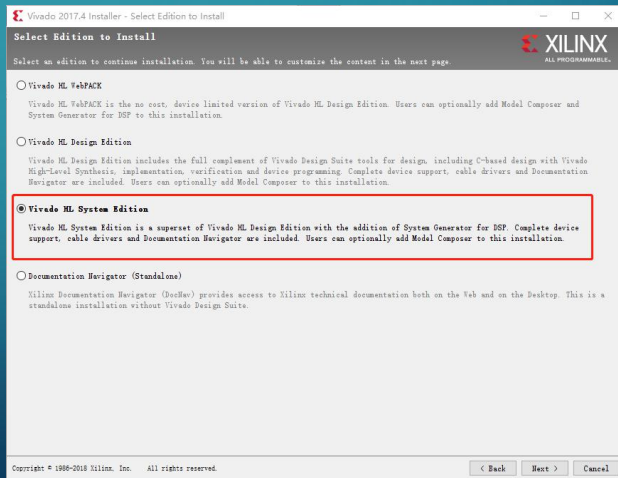 Vivado 2017.4 Installer - Select Edition to Install
Select Edition to Install
XILINX
ALL PROGRAMMABLE.
Select an edition to continue installation. You will be able to customize the content in the next page.
Vivado HL WebPACK
Vivado HL WebPACK is the no cost, device limited version of Vivado HL Design Edition. Users can optionally add Model Composer and
System Generator for DSP to this installation.
Vivado HL Design Edition
Vivado HL Design Edition includes the full complement of Vivado Design Suite tools for design, including C-based design with Vivado
High-Level Synthesis, implementation, verification and device programming. Complete device support, cable drivers and Documentation
Navigator are included. Users can optionally add Model Composer to this installation.
Vivado HL System Edition
Vivado HL System Edition is a superset of Vivado HL Design Edition with the addition of System Generator for DSP. Complete device
support, cable drivers and Documentation Navigator are included. Users can optionally add Model Composer to this installation.
Documentation Navigator (Standalone)
Xilinx Documentation Navigator (DocNav) provides access to Xilinx technical documentation both on the Web and on the Desktop. This is a
standalone installation without Vivado Design Suite.
Copyright © 1986-2018 Xilinx, Inc. All rights reserved.
< Back
Next >
Cancel